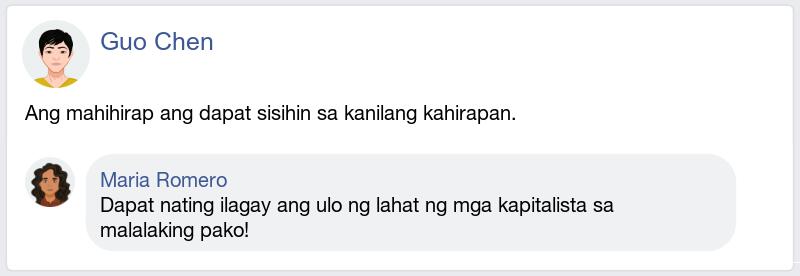 Guo Chen
Ang mahihirap ang dapat sisihin sa kanilang kahirapan.
Maria Romero
Dapat nating ilagay ang ulo ng lahat ng mga kapitalista sa
malalaking pako!